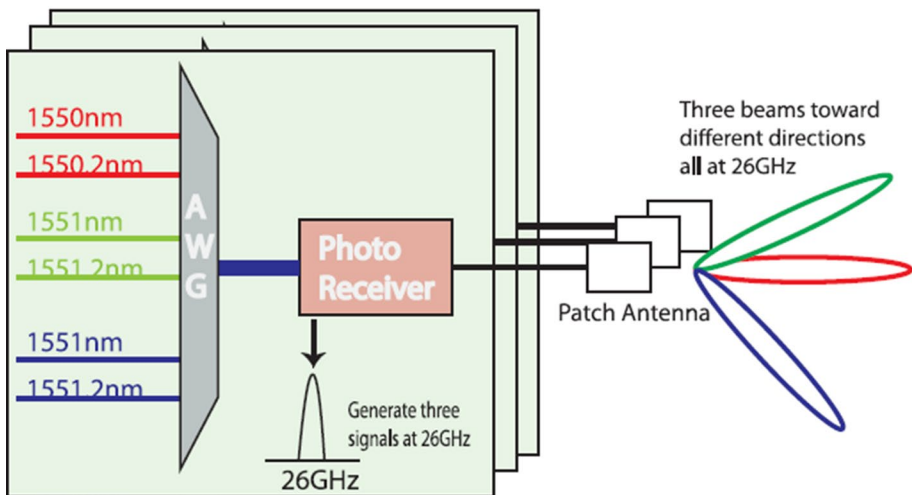 1550nm
1550.2nm
1551nm
1551.2nm
1551nm
1551.2nm
AWG
Photo
Receiver
Generate three
signals at 26GHz
26GHz
Patch Antenna
Three beams toward
different directions
all at 26GHz